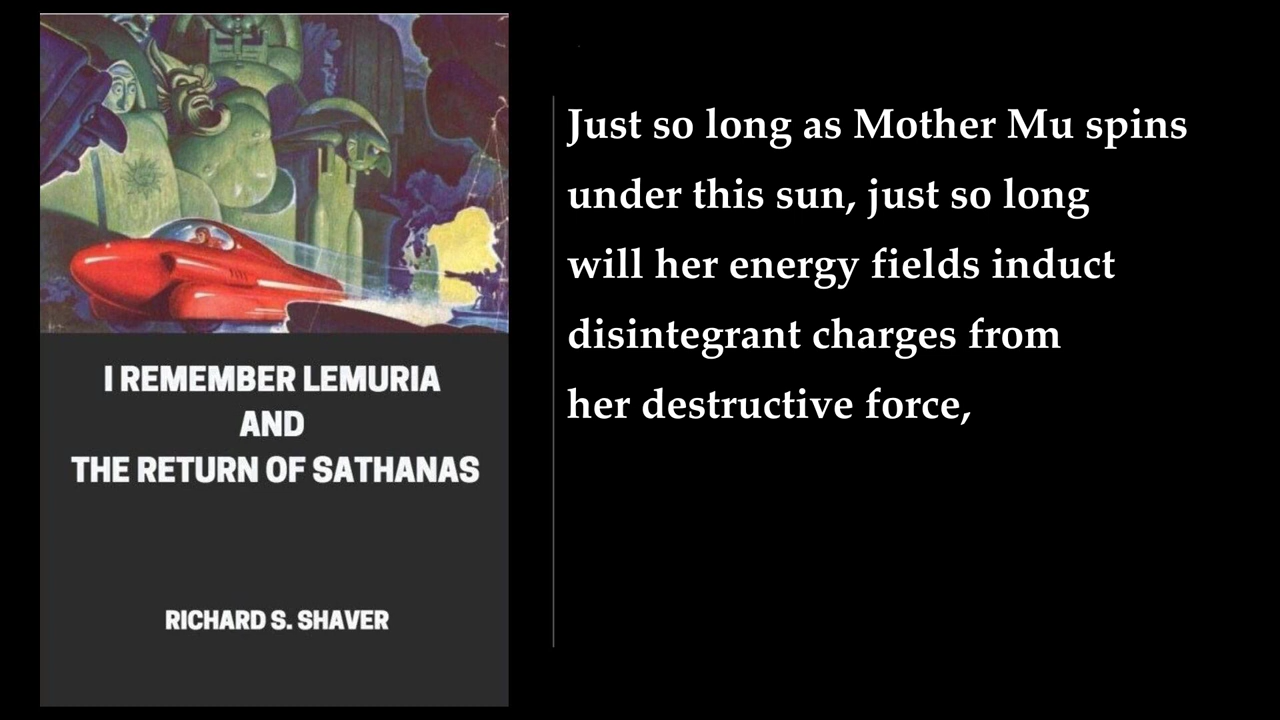 I REMEMBER LEMURIA
AND
THE RETURN OF SATHANAS
RICHARD S. SHAVER
Just so long as Mother Mu spins
under this sun, just so long
will her energy fields induct
disintegrant charges from
her destructive force,